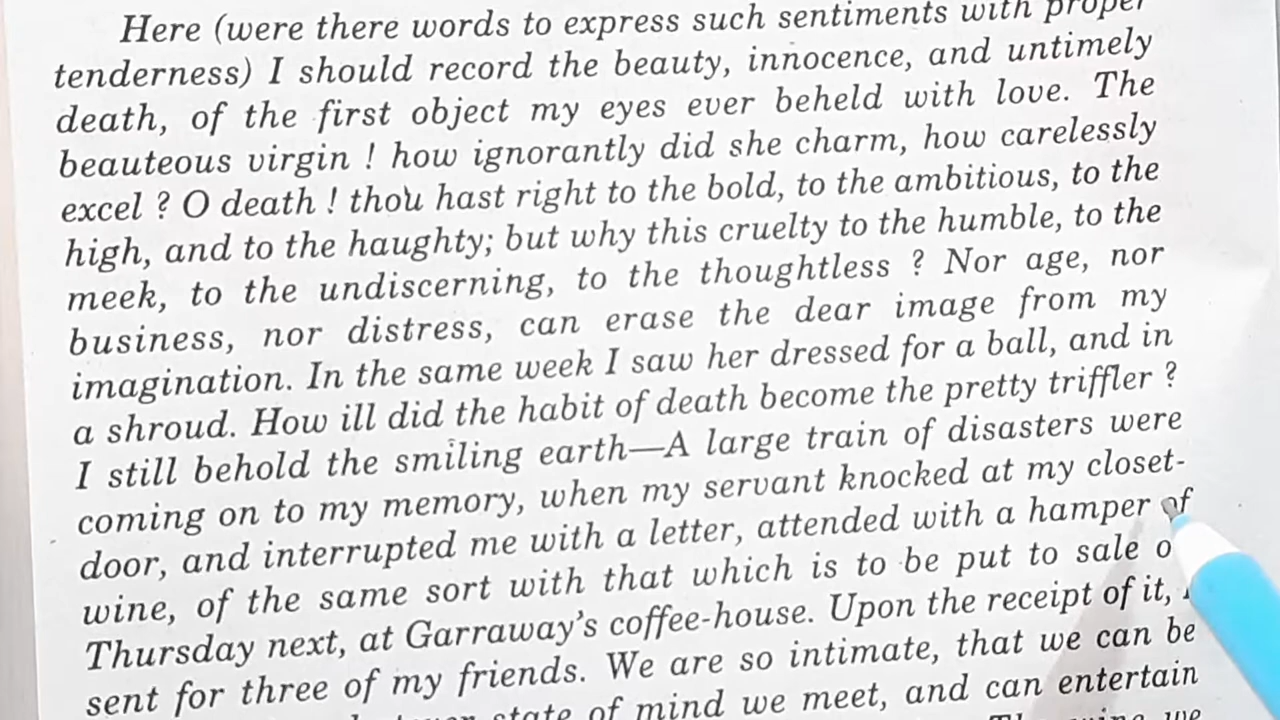 Here (were there words to express such sentiments with proper
tenderness) I should record the beauty, innocence, and untimely
death, of the first object my eyes ever beheld with love. The
beauteous virgin ! how ignorantly did she charm, how carelessly
excel ? O death ! thou hast right to the bold, to the ambitious, to the
high, and to the haughty; but why this cruelty to the humble, to the
meek, to the undiscerning, to the thoughtless ? Nor age, nor
business, nor distress, can erase the dear image from my
imagination. In the same week I saw her dressed for a ball, and in
a shroud. How ill did the habit of death become the pretty triffler ?
I still behold the smiling earth—A large train of disasters were
coming on to my memory, when my servant knocked at my closet-
door, and interrupted me with a letter, attended with a hamper of
wine, of the same sort with that which is to be put to sale
Thursday next, at Garraway's coffee-house. Upon the receipt of it,
sent for three of my friends. We are so intimate, that we can be
state of mind we meet, and can entertain
we